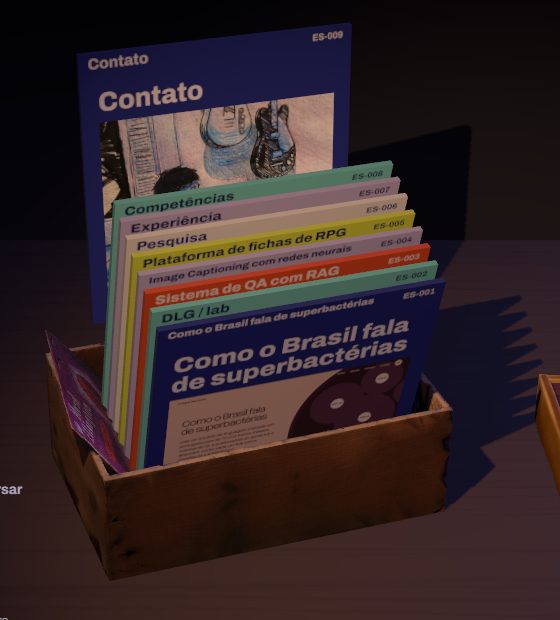 Contato
ES-009
Contato
Competências
ES-008
Experiência
ES-007
Pesquisa
ES-006
Plataforma de fichas de RPG
ES-005
Image Captioning com redes neurais
ES-004
Sistema de QA com RAG
ES-003
DLG / lab
ES-002
Como o Brasil fala de superbactérias
ES-001
Como o Brasil fala
de superbactérias
Como o Brasil fala
de superbactérias
rsar